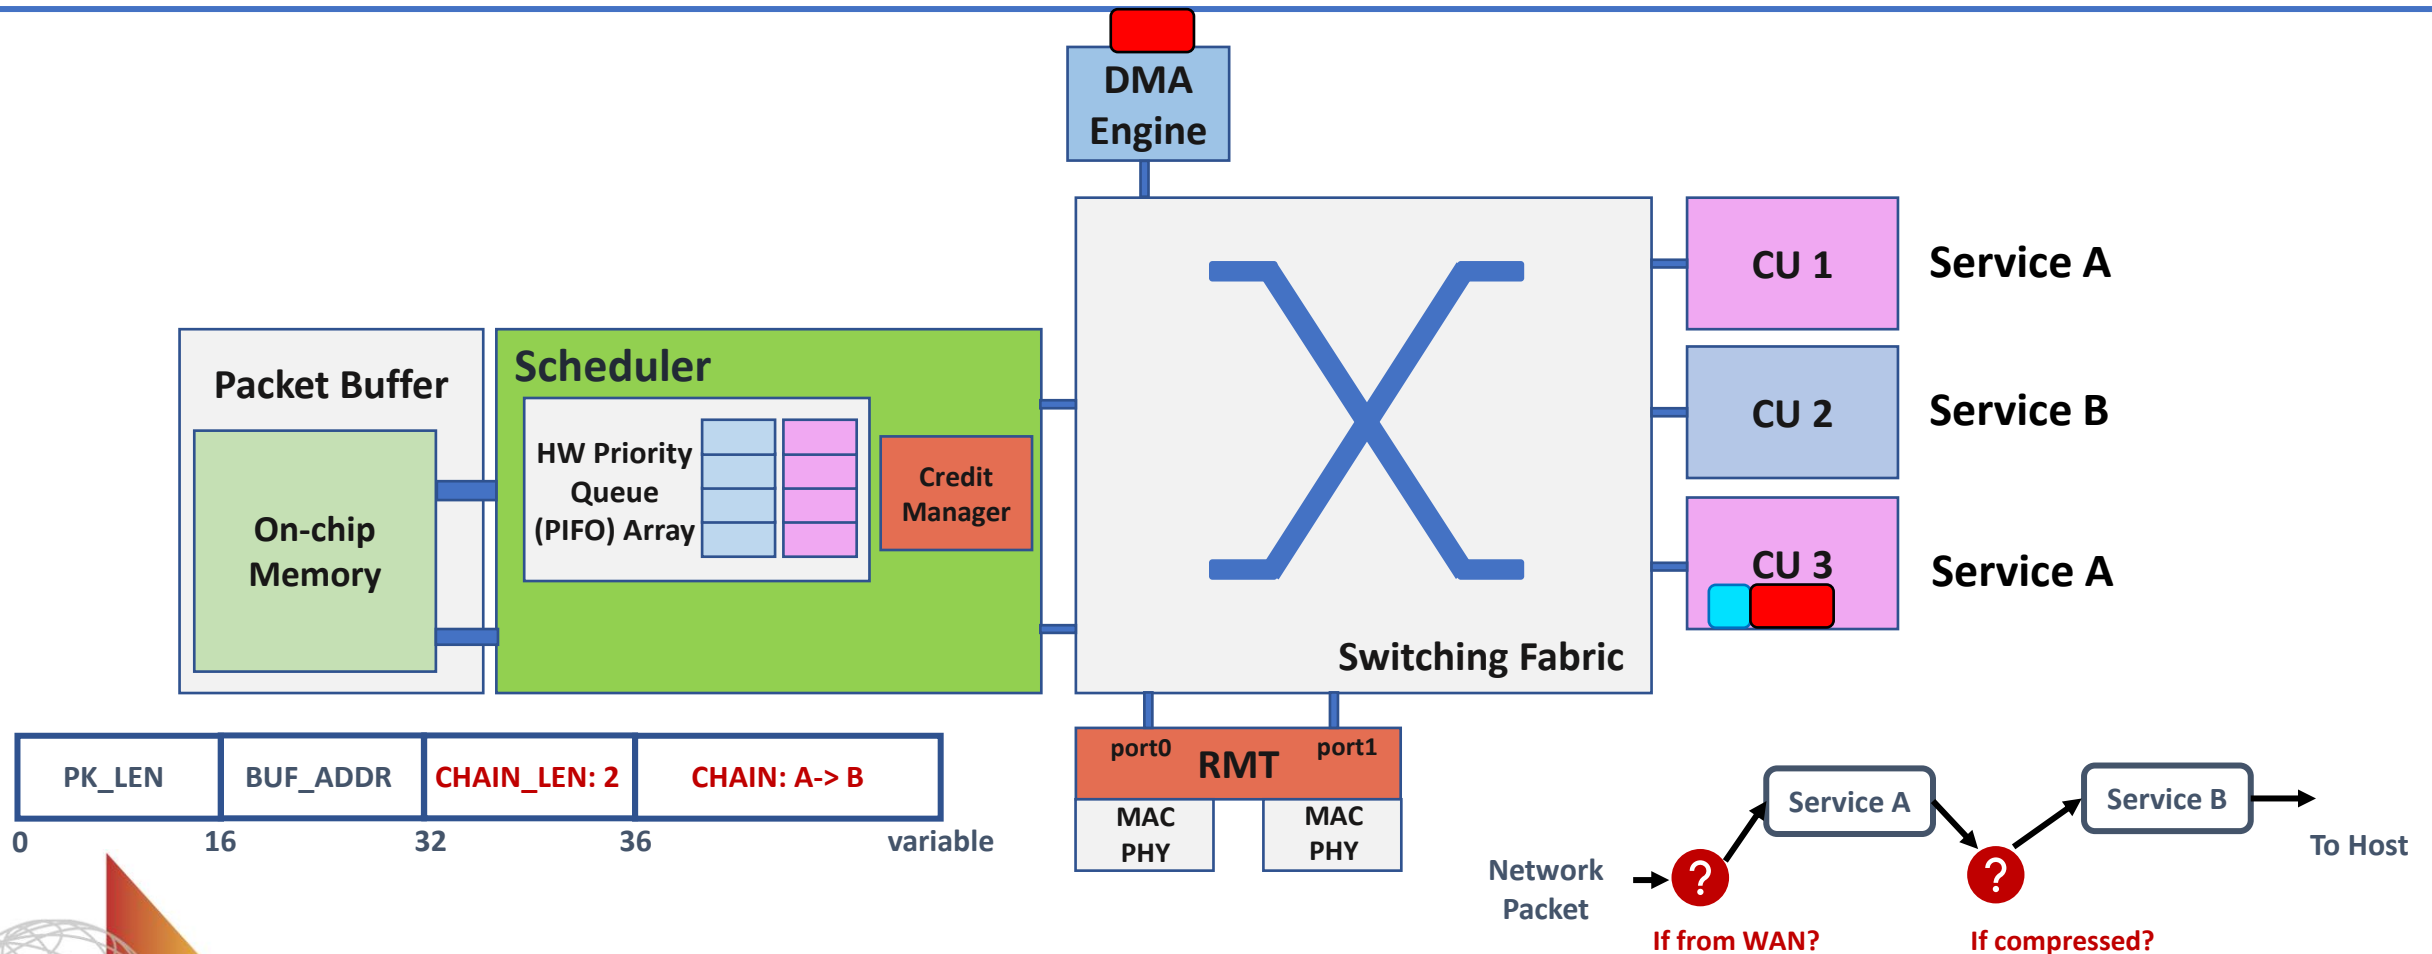 DMA
Engine
CU 1
Service A
CU 2
Service B
CU 3
Service A
Packet Buffer
On-chip
Memory
Scheduler
HW Priority
Queue
(PIFO) Array
Credit
Manager
Switching Fabric
port0
RMT
port1
MAC
PHY
MAC
PHY
PK_LEN
BUF_ADDR
CHAIN_LEN: 2
CHAIN: A-> B
0
16
32
36
variable
Service A
Service B
To Host
Network
Packet
?
?
If from WAN?
If compressed?